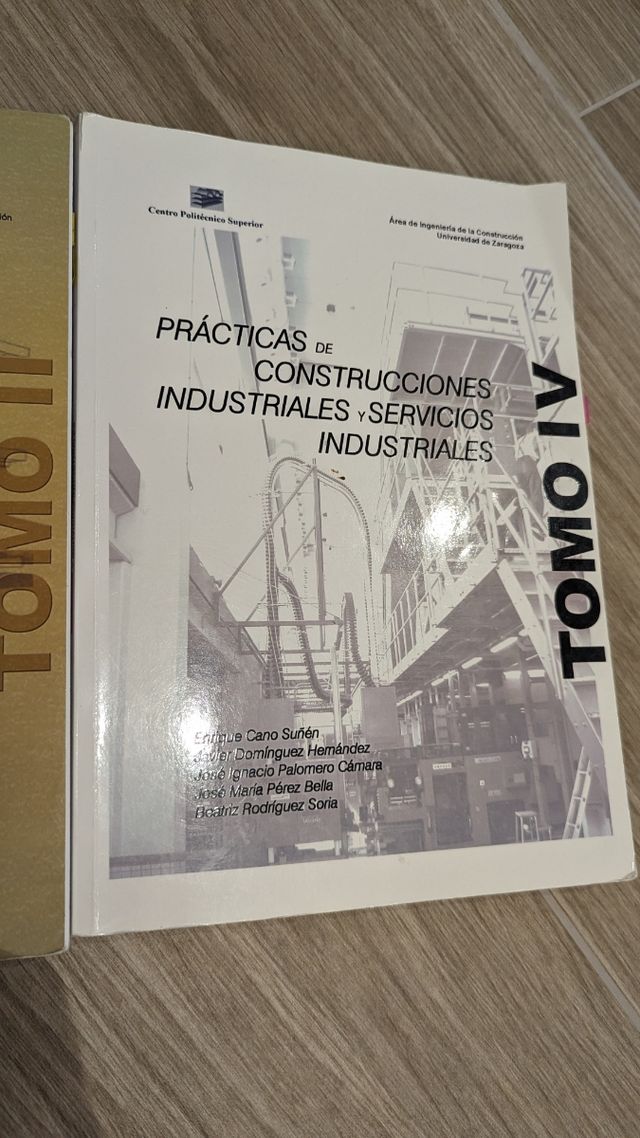 ión
TOMO II
Centro Politécnico Superior
Área de Ingeniería de la Construcción
Universidad de Zaragoza
PRÁCTICAS DE
CONSTRUCCIONES
INDUSTRIALES Y SERVICIOS
INDUSTRIALES
TOMO IV
Enrique Cano Suñén
Javier Domínguez Hernández
José Ignacio Palomero Cámara
José María Pérez Bella
Beatriz Rodríguez Soria